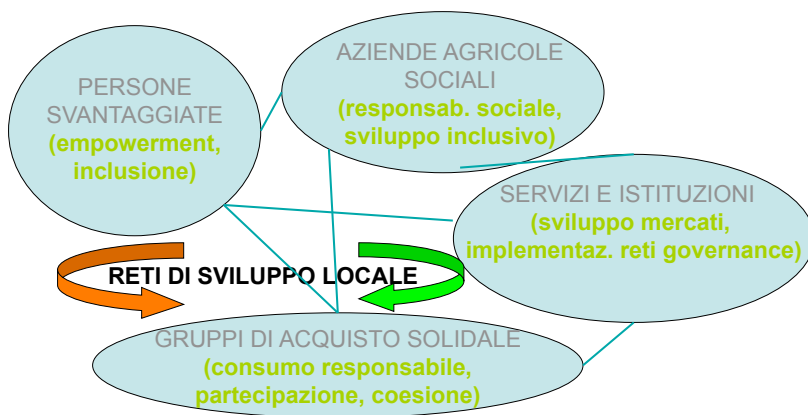 PERSONE
SVANTAGGIATE
(empowerment,
inclusione)
AZIENDE AGRICOLE
SOCIALI
(responsab. sociale,
sviluppo inclusivo)
SERVIZI E ISTITUZIONI
(sviluppo mercati,
implementaz. reti governance)
RETI DI SVILUPPO LOCALE
GRUPPI DI ACQUISTO SOLIDALE
(consumo responsabile,
partecipazione, coesione)